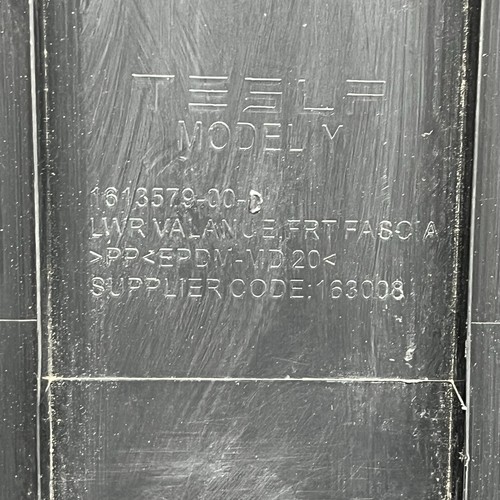 TESLA
MODEL Y
1613579-00-D
LWR VALANCE, FRT FASCIA
>PP<EPDM-MD 20<
SUPPLIER CODE:163008